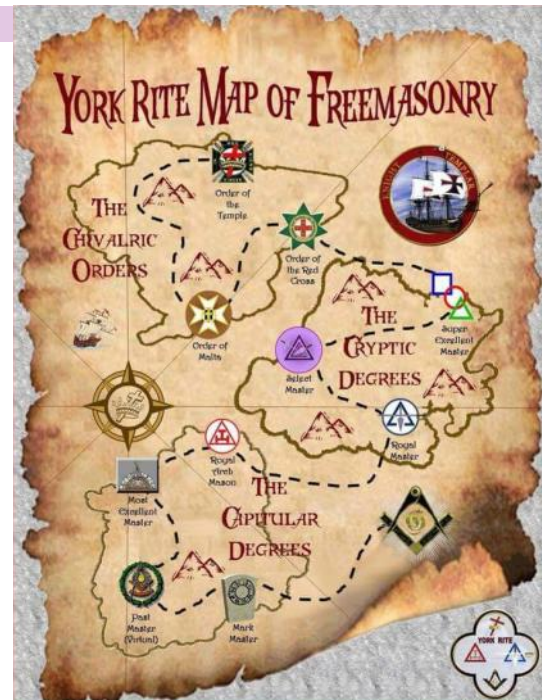 YORK RITE MAP OF FREEMASONRY
KNIGHT TEMPLAR
Order of
the
Temple
THE
CHIVALRIC
ORDERS
Order of
the Red
Cross
Order of
Malta
THE
CRYPTIC
DEGREES
Super
Excellent
Master
Select
Master
Royal
Master
Royal
Arch
Mason
Most
Excellent
Master
THE
CAPITULAR
DEGREES
Past
Master
(Virtual)
Mark
Master
YORK RITE